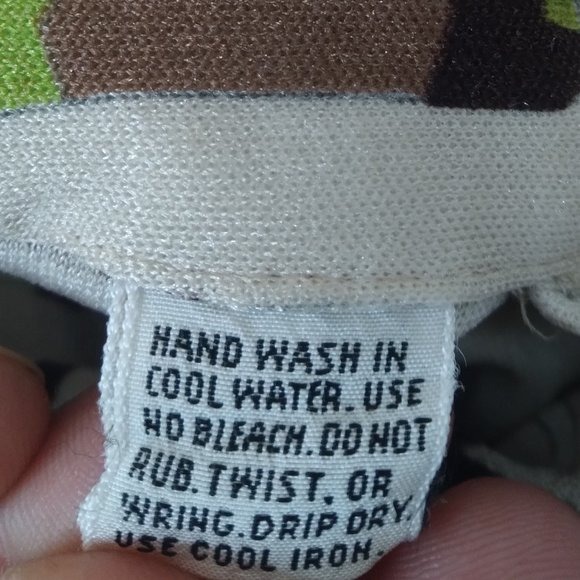 HAND WASH IN
COOL WATER. USE
NO BLEACH. DO NOT
RUB. TWIST. OR
WRING. DRIP DRY.
USE COOL IRON.